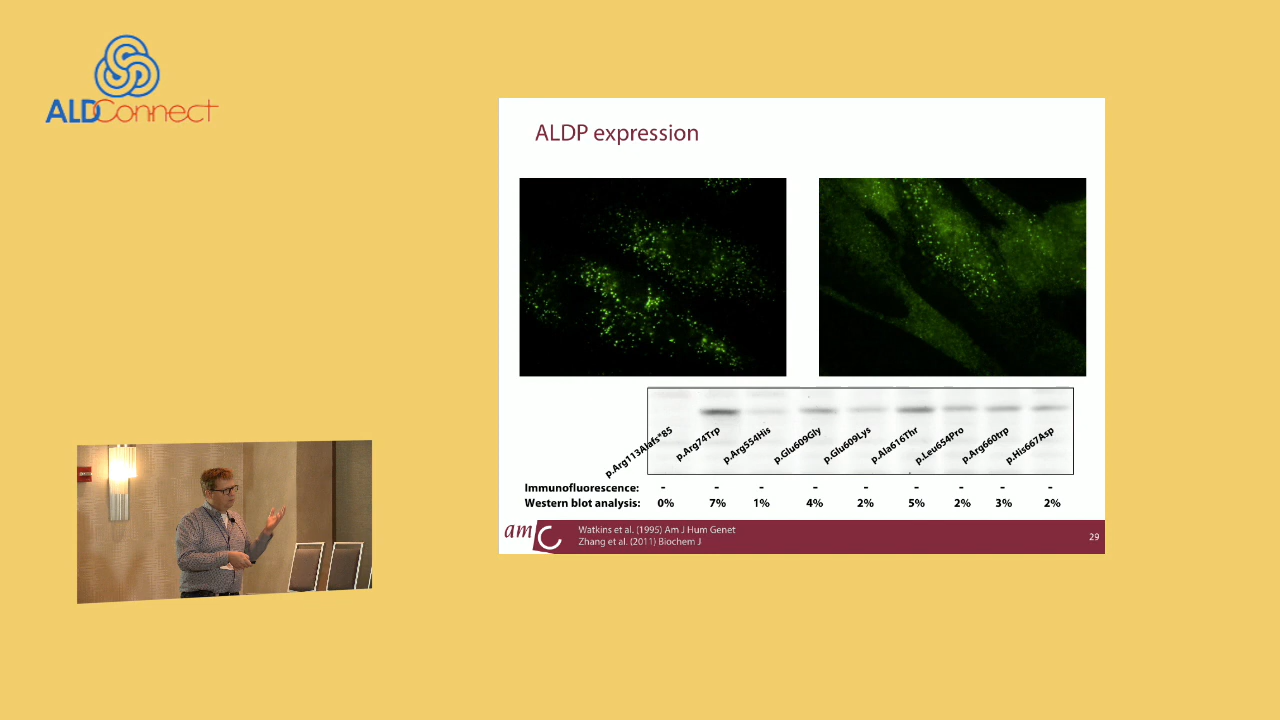 ALDConnect
ALDP expression
p.Arg113Alafs*85 p.Arg74Trp p.Arg554His p.Glu609Gly p.Glu609Lys p.Ala616Thr p.Leu654Pro p.Arg660trp p.His667Asp
Immunofluorescence: - - - - - - - - -
Western blot analysis: 0% 7% 1% 4% 2% 5% 2% 3% 2%
amc
Watkins et al. (1995) Am J Hum Genet
Zhang et al. (2011) Biochem J
29